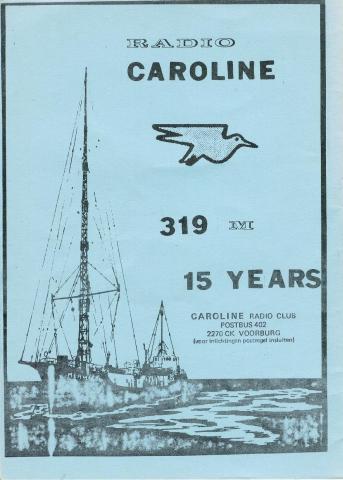 RADIO
CAROLINE
319 M
15 YEARS
CAROLINE RADIO CLUB
POSTBUS 402
2270 CK VOORBURG
(voor inlichtingen postzegel insluiten)